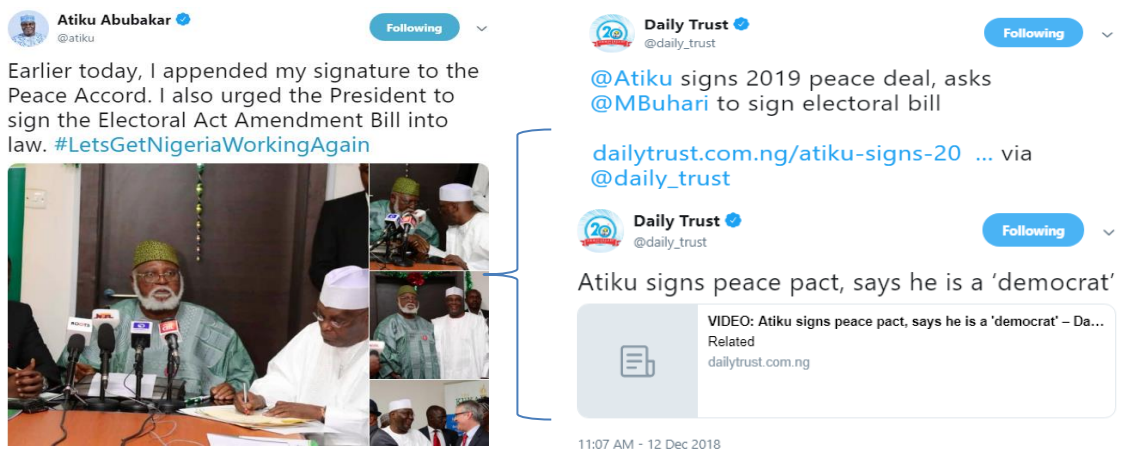 Atiku Abubakar
@atiku
Following
Earlier today, I appended my signature to the
Peace Accord. I also urged the President to
sign the Electoral Act Amendment Bill into
law. #LetsGetNigeriaWorkingAgain
ROOTS
Daily Trust
@daily_trust
Following
@Atiku signs 2019 peace deal, asks
@MBuhari to sign electoral bill
dailytrust.com.ng/atiku-signs-20 ... via
@daily_trust
Daily Trust
@daily_trust
Following
Atiku signs peace pact, says he is a ‘democrat’
VIDEO: Atiku signs peace pact, says he is a 'democrat' – Da...
Related
dailytrust.com.ng
11:07 AM - 12 Dec 2018